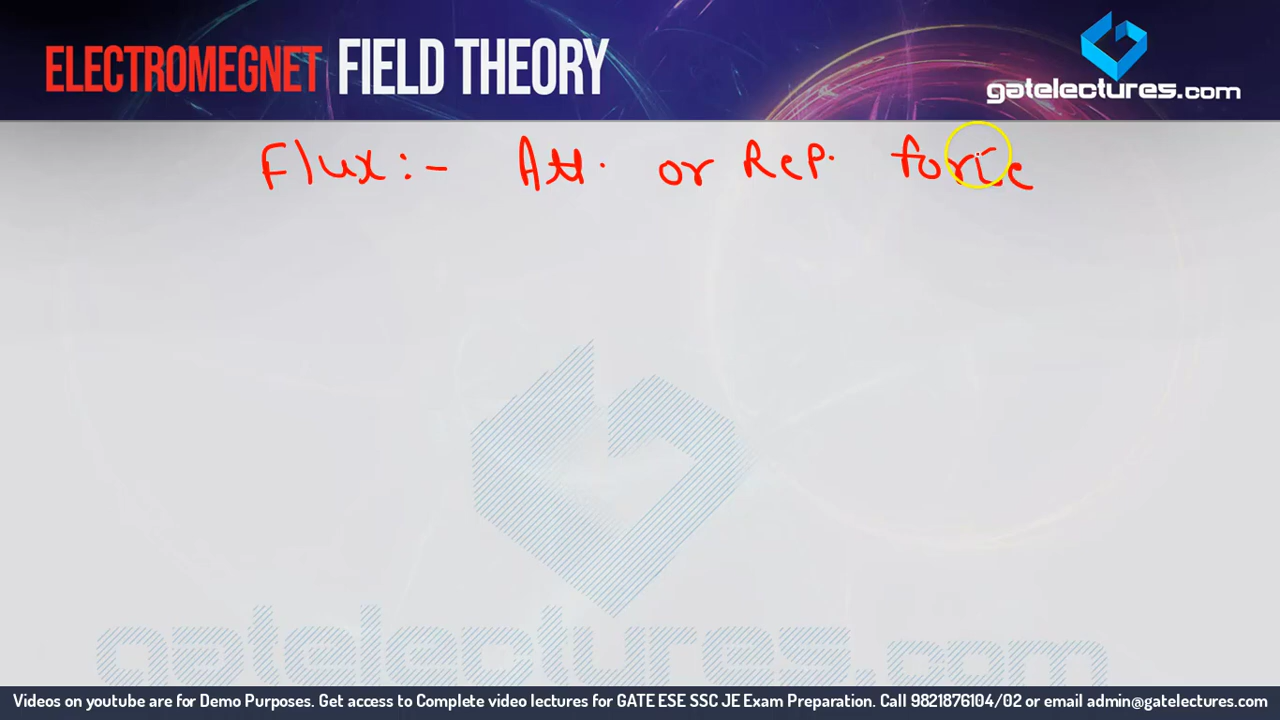 ELECTROMEGNET FIELD THEORY
gatelectures.com
Flux:- Att. or Rep. force
gatelectures.com
Videos on youtube are for Demo Purposes. Get access to Complete video lectures for GATE ESE SSC JE Exam Preparation. Call 9821876104/02 or email admin@gatelectures.com